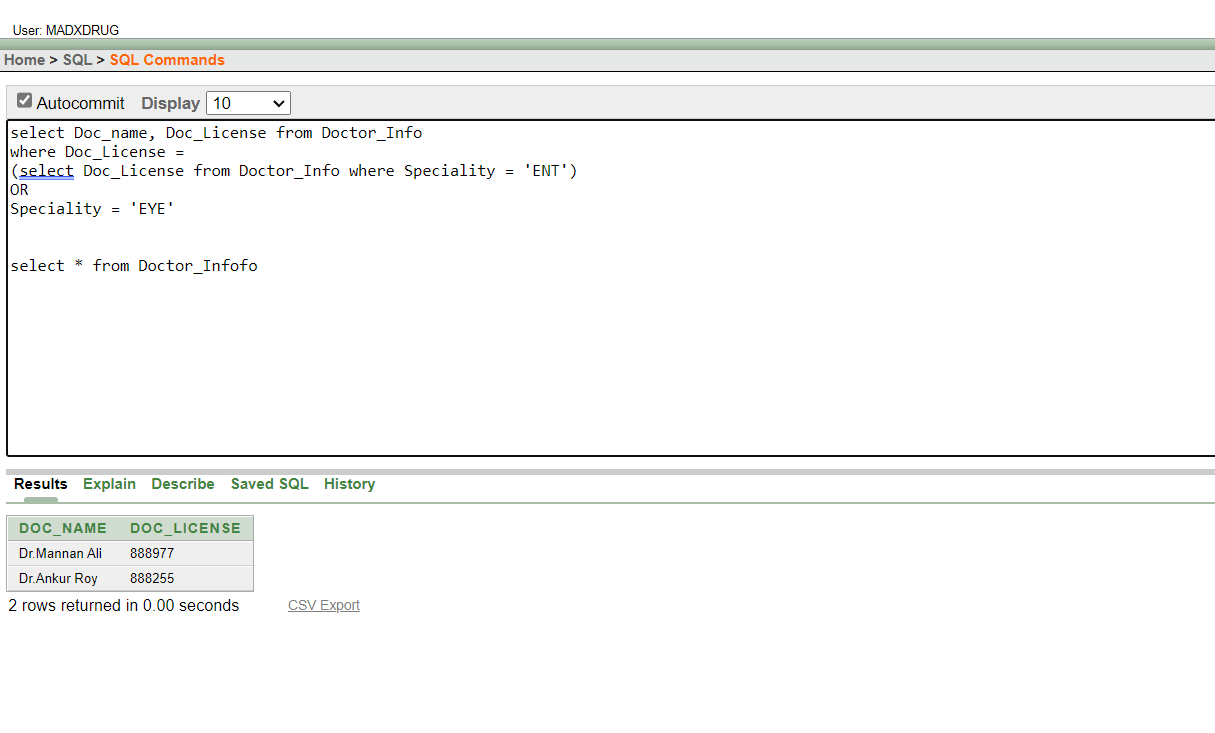 User: MADXDRUG
Home > SQL > SQL Commands
Autocommit Display 10
select Doc_name, Doc_License from Doctor_Info
where Doc_License =
(select Doc_License from Doctor_Info where Speciality = 'ENT')
OR
Speciality = 'EYE'
select * from Doctor_Infofo
Results Explain Describe Saved SQL History
DOC_NAME DOC_LICENSE
Dr.Mannan Ali 888977
Dr.Ankur Roy 888255
2 rows returned in 0.00 seconds CSV Export